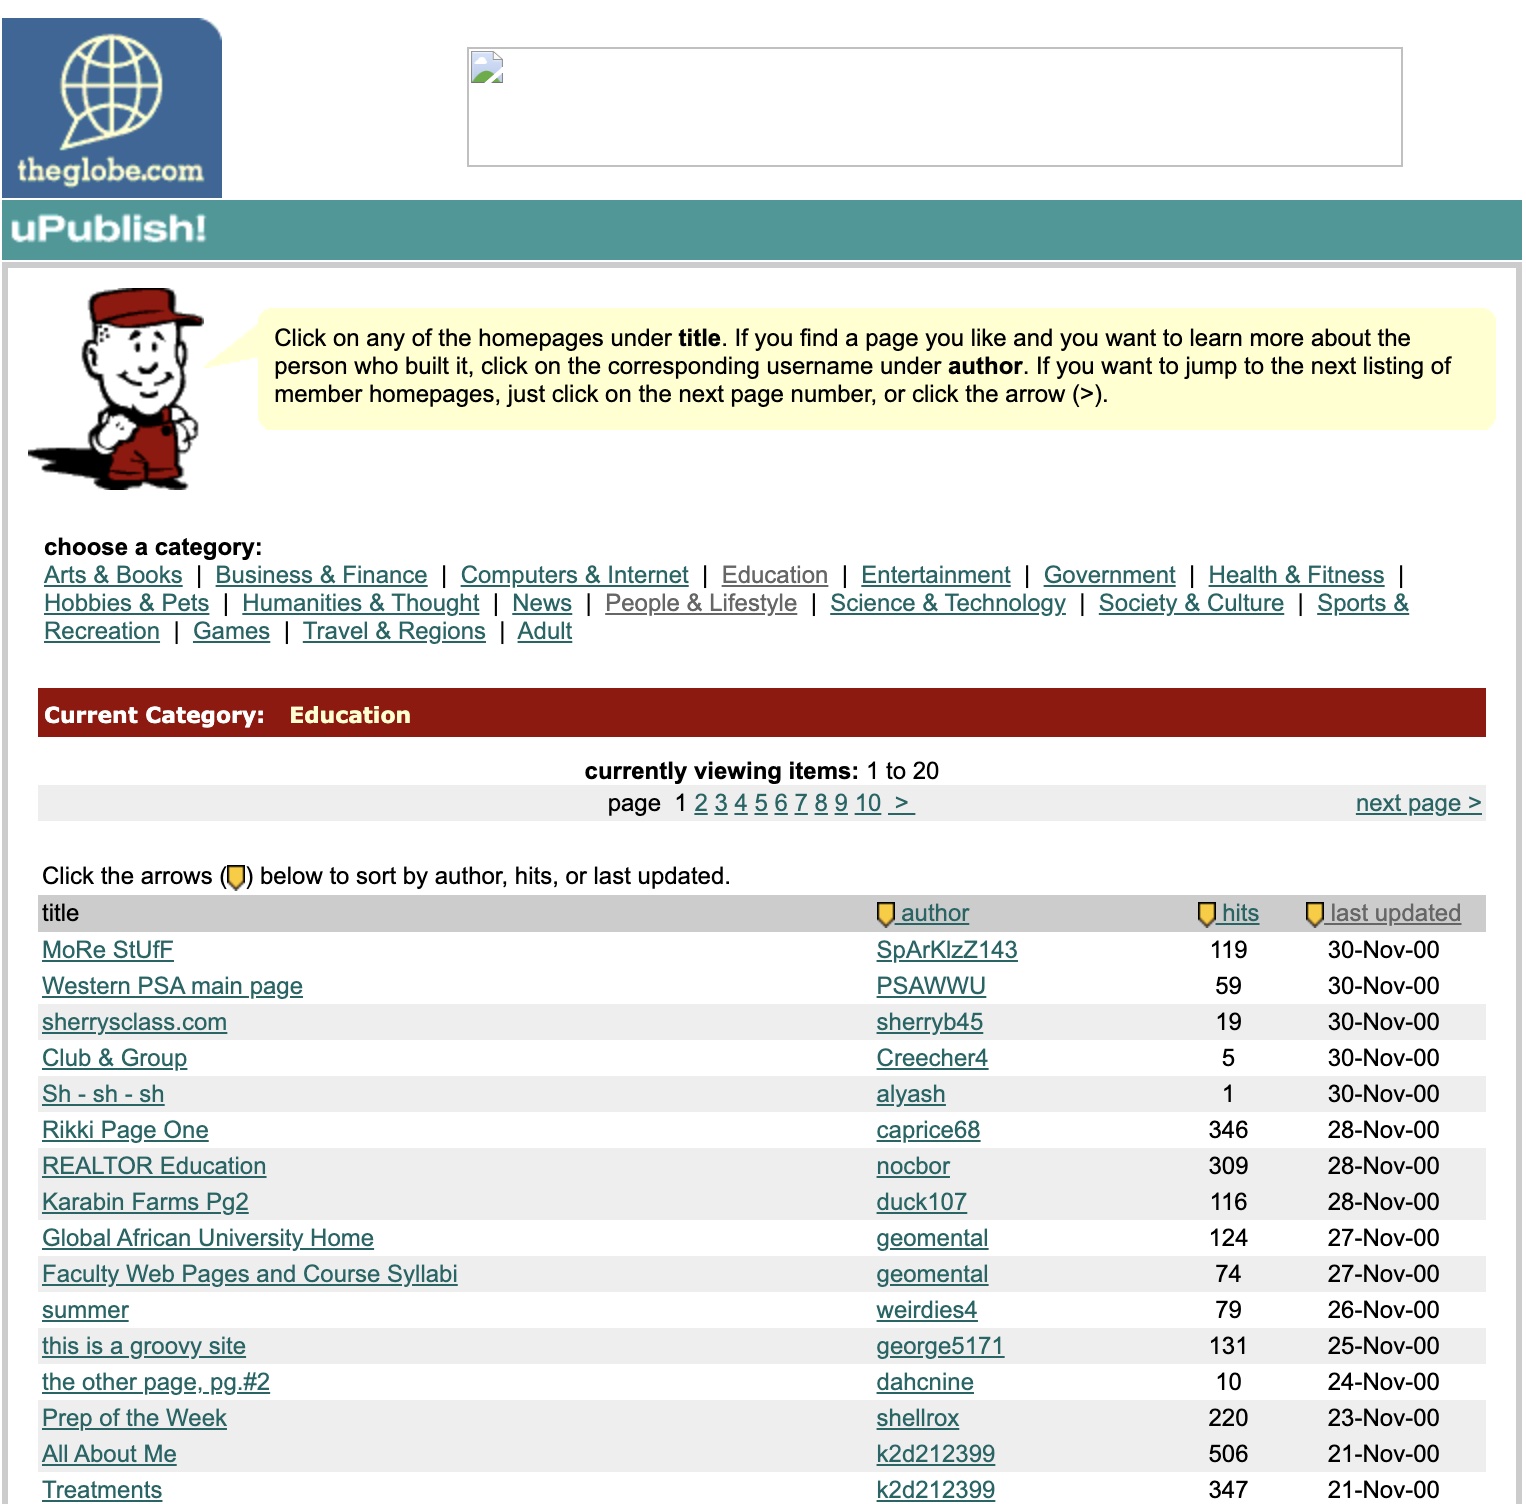 theglobe.com
uPublish!
Click on any of the homepages under title. If you find a page you like and you want to learn more about the
person who built it, click on the corresponding username under author. If you want to jump to the next listing of
member homepages, just click on the next page number, or click the arrow (>).
choose a category:
Arts & Books | Business & Finance | Computers & Internet | Education | Entertainment | Government | Health & Fitness |
Hobbies & Pets | Humanities & Thought | News | People & Lifestyle | Science & Technology | Society & Culture | Sports &
Recreation | Games | Travel & Regions | Adult
Current Category: Education
currently viewing items: 1 to 20
page 1 2 3 4 5 6 7 8 9 10 > next page >
Click the arrows () below to sort by author, hits, or last updated.
title author hits last updated
MoRe StUfF SpArKlzZ143 119 30-Nov-00
Western PSA main page PSAWWU 59 30-Nov-00
sherrysclass.com sherryb45 19 30-Nov-00
Club & Group Creecher4 5 30-Nov-00
Sh - sh - sh alyash 1 30-Nov-00
Rikki Page One caprice68 346 28-Nov-00
REALTOR Education nocbor 309 28-Nov-00
Karabin Farms Pg2 duck107 116 28-Nov-00
Global African University Home geomental 124 27-Nov-00
Faculty Web Pages and Course Syllabi geomental 74 27-Nov-00
summer weirdies4 79 26-Nov-00
this is a groovy site george5171 131 25-Nov-00
the other page, pg.#2 dahcnine 10 24-Nov-00
Prep of the Week shellrox 220 23-Nov-00
All About Me k2d212399 506 21-Nov-00
Treatments k2d212399 347 21-Nov-00